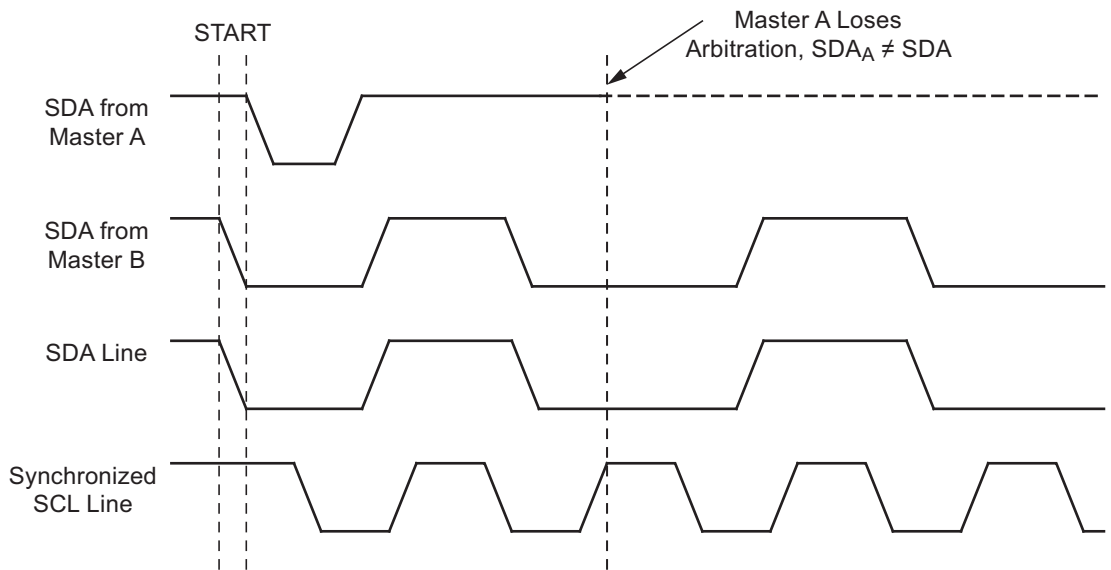 START
Master A Loses
Arbitration, SDA_A ≠ SDA
SDA from
Master A
SDA from
Master B
SDA Line
Synchronized
SCL Line